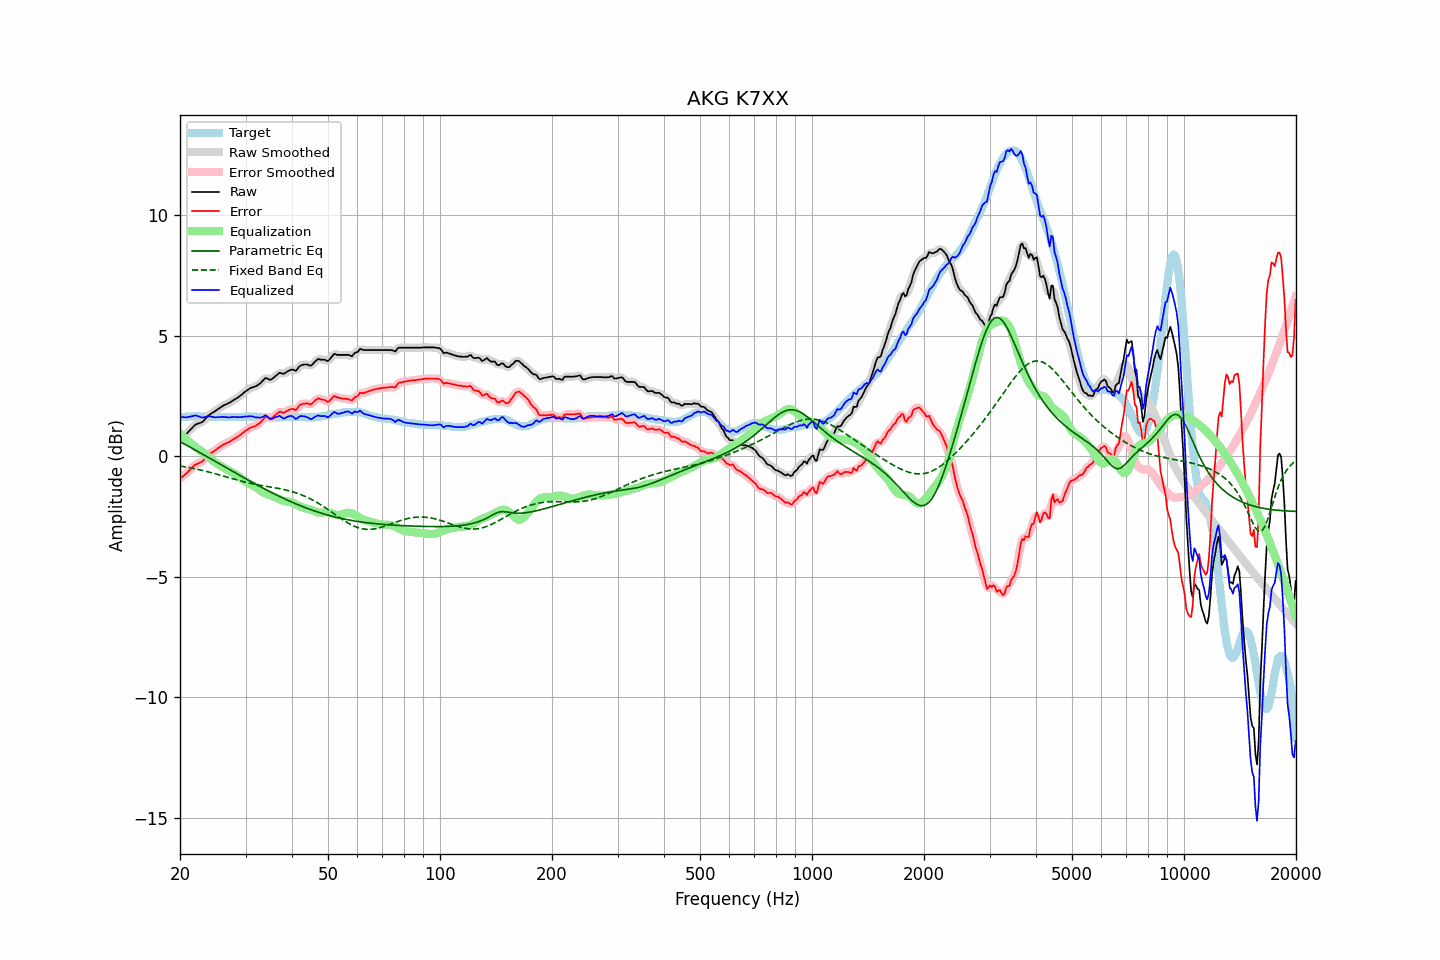 AKG K7XX
Target
Raw Smoothed
Error Smoothed
Raw
Error
Equalization
Parametric Eq
Fixed Band Eq
Equalized
Amplitude (dBr)
10
5
0
−5
−10
−15
20 50 100 200 500 1000 2000 5000 10000 20000
Frequency (Hz)